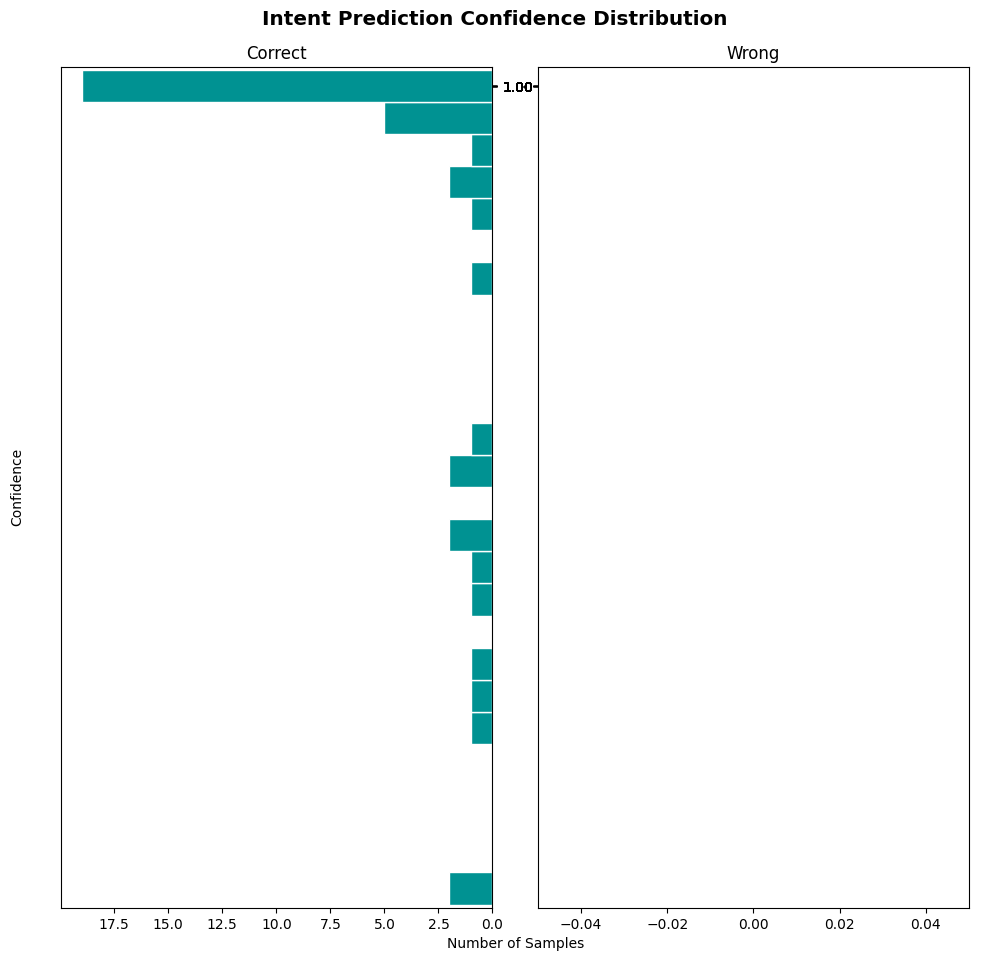 Intent Prediction Confidence Distribution
Correct
Wrong
1.00
Confidence
17.5 15.0 12.5 10.0 7.5 5.0 2.5 0.0
−0.04 −0.02 0.00 0.02 0.04
Number of Samples